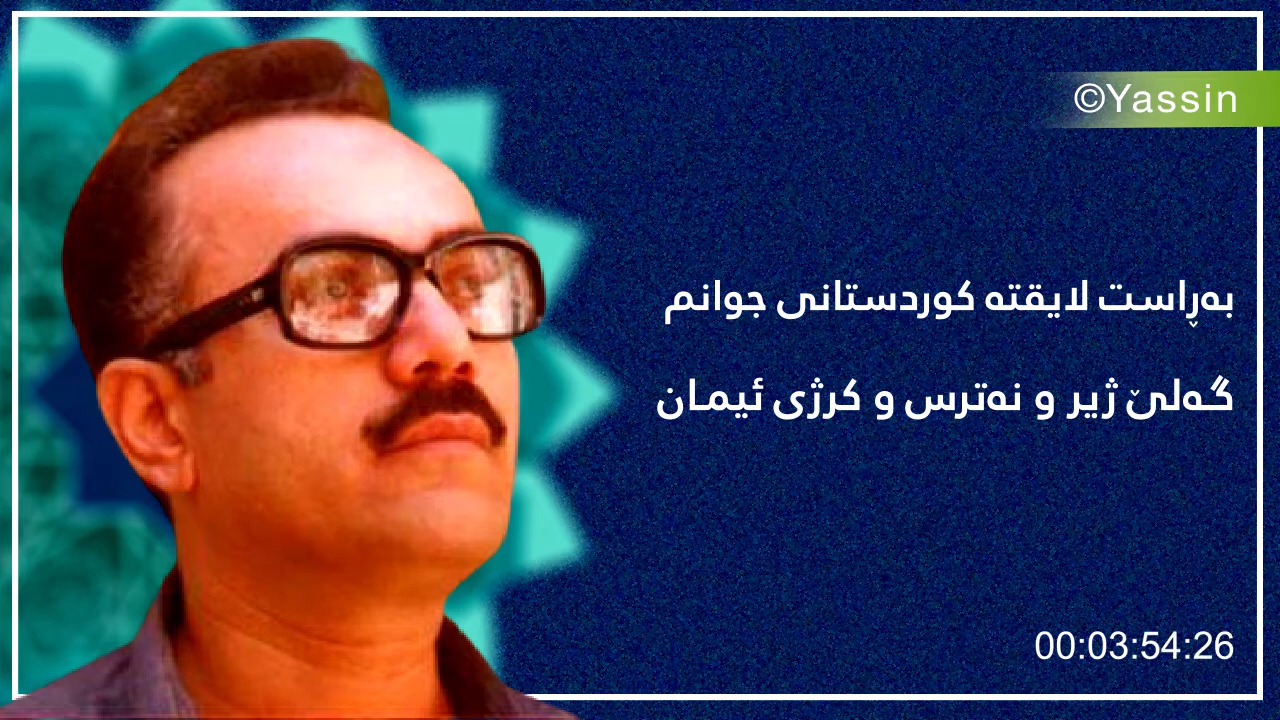 ©Yassin
بەڕاست لایقتە کوردستانی جوانم
گەلێ ژیر و نەترس و کرژی ئیمان
00:03:54:26